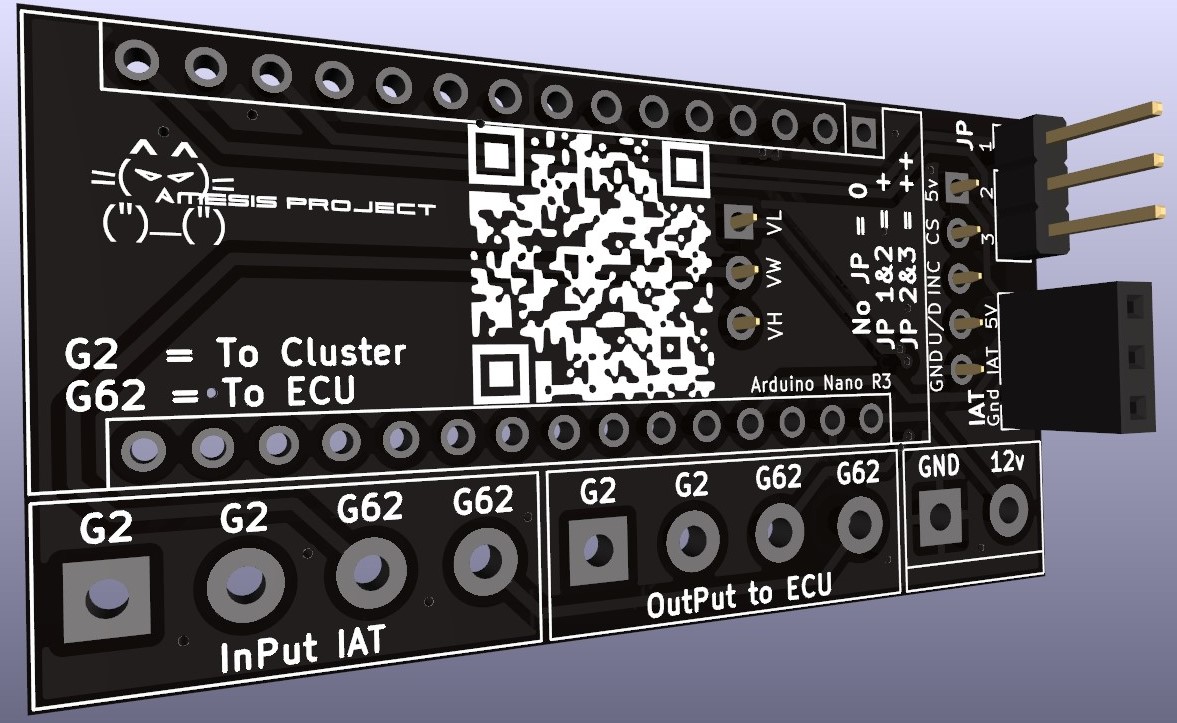 =(^ ^)=
AMESIS PROJECT
(")__(")
G2 = To Cluster
G62 = To ECU
VL
VW
VH
No JP = 0
JP 1&2 = +
JP 2&3 = ++
JP
1
2
3
5v
CS
INC
U/D
GND
5V
IAT
Gnd
IAT
Arduino Nano R3
G2 G2 G62 G62
InPut IAT
G2 G2 G62 G62
OutPut to ECU
GND 12v